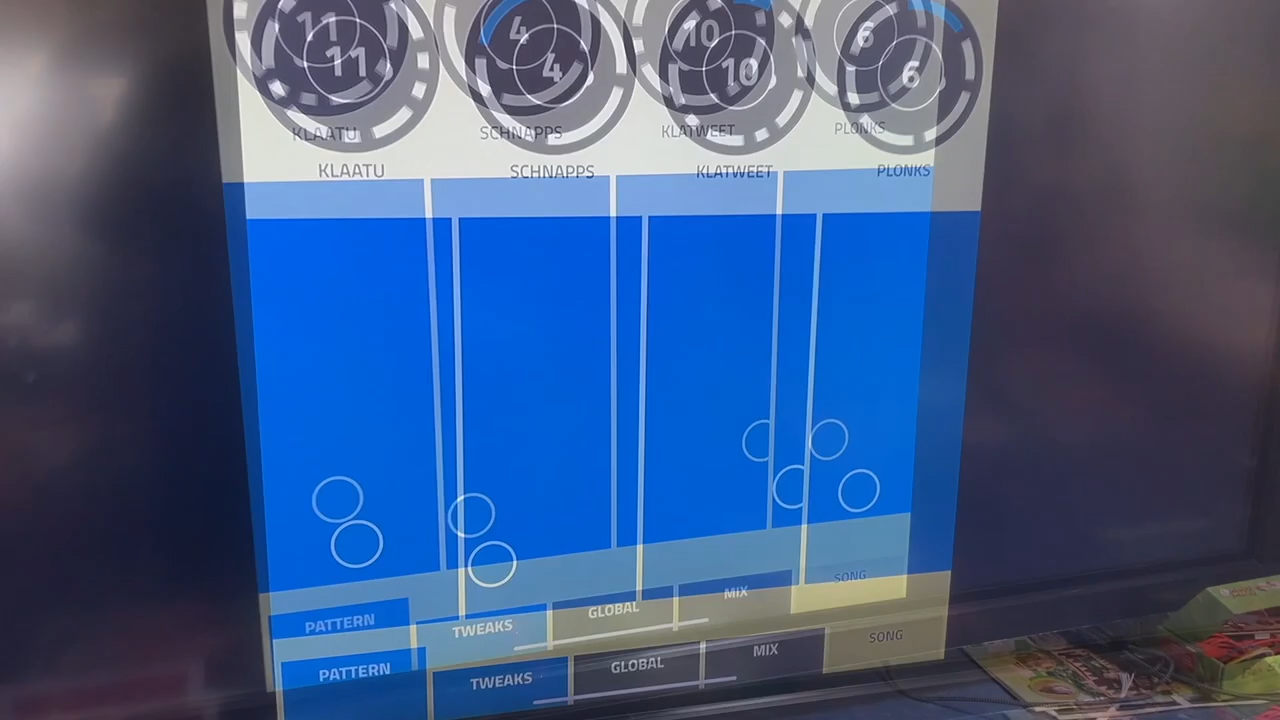 11 4 10 6
11 4 10 6
KLAATU SCHNAPPS KLATWEET PLONKS
KLAATU SCHNAPPS KLATWEET PLONKS
PATTERN TWEAKS GLOBAL MIX SONG
PATTERN TWEAKS GLOBAL MIX SONG